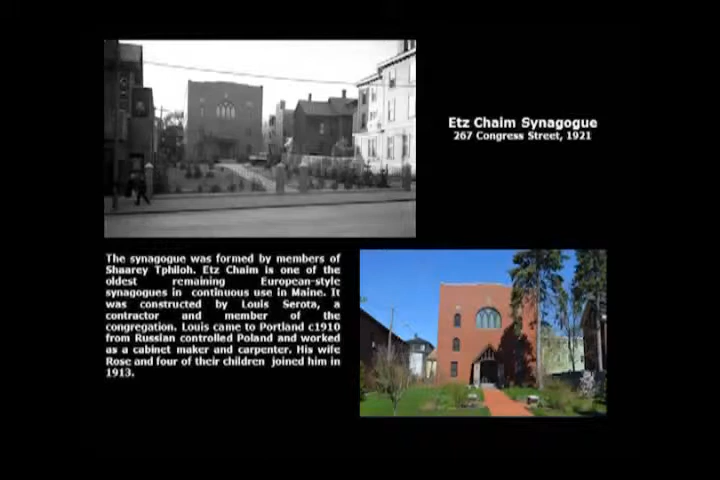 Etz Chaim Synagogue
267 Congress Street, 1921
The synagogue was formed by members of
Shaarey Tphiloh. Etz Chaim is one of the
oldest remaining European-style
synagogues in continuous use in Maine. It
was constructed by Louis Serota, a
contractor and member of the
congregation. Louis came to Portland c1910
from Russian controlled Poland and worked
as a cabinet maker and carpenter. His wife
Rose and four of their children joined him in
1913.